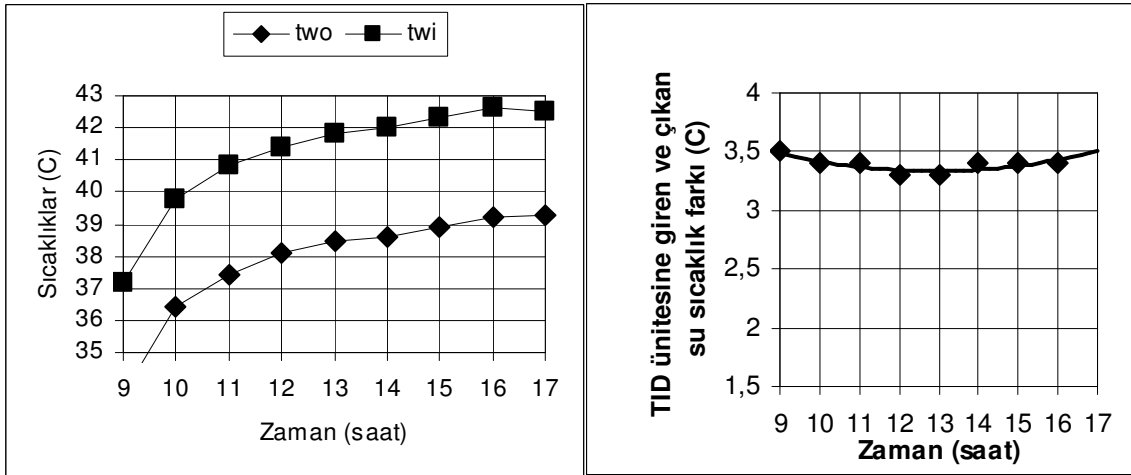 two twi
Sıcaklıklar (C)
43
42
41
40
39
38
37
36
35
9 10 11 12 13 14 15 16 17
Zaman (saat)
TID ünitesine giren ve çıkan
su sıcaklık farkı (C)
4
3,5
3
2,5
2
1,5
9 10 11 12 13 14 15 16 17
Zaman (saat)